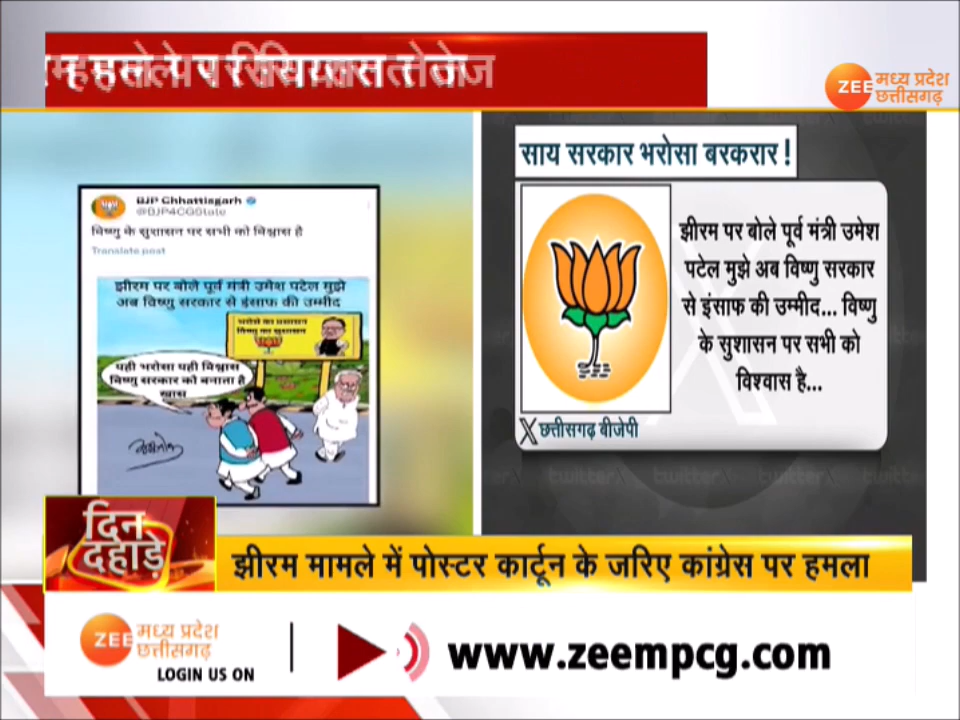 ZEE मध्य प्रदेश
छत्तीसगढ़
BJP Chhattisgarh
@BJP4CGState
विष्णु के सुशासन पर सभी को विश्वास है
Translate post
झीरम पर बोले पूर्व मंत्री उमेश पटेल मुझे
अब विष्णु सरकार से इंसाफ की उम्मीद
विष्णु का सुशासन
यही भरोसा यही विश्वास
विष्णु सरकार को बनाता है
खास
साय सरकार भरोसा बरकरार !
झीरम पर बोले पूर्व मंत्री उमेश
पटेल मुझे अब विष्णु सरकार
से इंसाफ की उम्मीद... विष्णु
के सुशासन पर सभी को
विश्वास है...
X छत्तीसगढ़ बीजेपी
दिन
दहाड़े
झीरम मामले में पोस्टर कार्टून के जरिए कांग्रेस पर हमला
ZEE मध्य प्रदेश
छत्तीसगढ़
LOGIN US ON
www.zeempcg.com